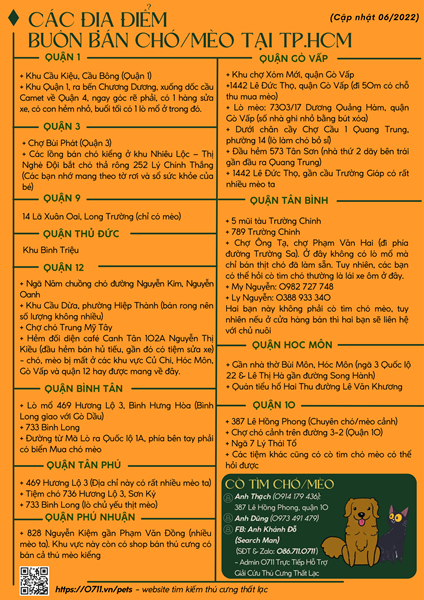 CÁC ĐỊA ĐIỂM
BUÔN BÁN CHÓ/MÈO TẠI TP.HCM
(Cập nhật 06/2022)
QUẬN 1
+ Khu Cầu Kiệu, Cầu Bông (Quận 1)
+ Khu Quận 1, ra bến Chương Dương, xuống dốc cầu
Camet về Quận 4, ngay góc rẽ phải, có 1 hàng sửa
xe, có con hẻm nhỏ, buổi tối có 1 lò mổ ở trong đó.
QUẬN 3
+ Chợ Bùi Phát (Quận 3)
+ Các lồng bán chó kiểng ở khu Nhiêu Lộc – Thị
Nghè Đội bắt chó thả rông 252 Lý Chính Thắng
(Các bạn nhớ mang theo tờ rơi và sổ sức khỏe của
bé)
QUẬN 9
14 Lã Xuân Oai, Long Trường (chỉ có mèo)
QUẬN THỦ ĐỨC
Khu Bình Triệu
QUẬN 12
+ Ngã Năm chuồng chó đường Nguyễn Kiệm, Nguyễn
Oanh
+ Khu Cầu Dừa, phường Hiệp Thành (bán rong nên
số lượng không nhiều)
+ Chợ chó Trung Mỹ Tây
+ Hẻm đối diện café Canh Tân 102A Nguyễn Thị
Kiều (đầu hẻm bán hủ tiếu, gần đó có tiệm sửa xe)
- chó, mèo bị mất ở các khu vực Củ Chi, Hóc Môn,
Gò Vấp và quận 12 hay được mang về đây.
QUẬN BÌNH TÂN
+ Lò mổ 469 Hương Lộ 3, Bình Hưng Hòa (Bình
Long giao với Gò Dầu)
+ 733 Bình Long
+ Đường từ Mã Lò ra Quốc lộ 1A, phía bên tay phải
có biển Mua chó mèo
QUẬN TÂN PHÚ
+ 469 Hương Lộ 3 (Địa chỉ này có rất nhiều mèo ta)
+ Tiệm chó 736 Hương Lộ 3, Sơn Kỳ
+ 733 Bình Long (lò chủ yếu thịt mèo)
QUẬN PHÚ NHUẬN
+ 828 Nguyễn Kiệm gần Phạm Văn Đồng (nhiều
mèo ta). Khu vực này còn có shop bán thú cưng có
bán cả thú mèo kiểng
QUẬN GÒ VẤP
+ Khu chợ Xóm Mới, quận Gò Vấp
+1442 Lê Đức Thọ, quận Gò Vấp (đi 50m có chỗ
thu mua mèo)
+ Lò mèo: 730/17 Dương Quảng Hàm, quận
Gò Vấp (số nhà ghi nhỏ bằng bút xóa)
+ Dưới chân cầy Chợ Cầu 1 Quang Trung,
phường 14 (lò làm chó bỏ sỉ)
+ Đầu hẻm 573 Tân Sơn (nhà thứ 2 dãy bên trái
gần đầu ra Quang Trung)
+ 1442 Lê Đức Thọ, gần cầu Trường Giáp có rất
nhiều mèo ta
QUẬN TÂN BÌNH
+ 5 mũi tàu Trường Chinh
+ 789 Trường Chinh
+ Chợ Ông Tạ, chợ Phạm Văn Hai (đi phía
đường Trường Sa). Ở đây không có lò mổ mà
chỉ bán thịt chó đã làm sẵn. Tuy nhiên, các bạn
có thể hỏi cò tìm chó thường là lái xe ôm ở đây.
+ My Nguyễn: 0982 727 748
+ Ly Nguyễn: 0388 933 340
Hai bạn này không phải cò tìm chó mèo, tuy
nhiên nếu ở cửa hàng bán thì hai bạn sẽ liên hệ
với chủ nuôi
QUẬN HOC MÔN
+ Gần nhà thờ Bùi Môn, Hóc Môn (ngã 3 Quốc lộ
22 & Lê Thị Hà gần đường Song Hành)
+ Quán tiểu hổ Hai Thu đường Lê Văn Khương
QUẬN 10
+ 387 Lê Hồng Phong (Chuyên chó/mèo cảnh)
+ Chợ chó cảnh trên đường 3-2 (Quận 10)
+ Ngã 7 Lý Thái Tổ
+ Các tiệm khác cũng có cò tìm chó mèo có thể
hỏi được
CÒ TÌM CHÓ/MÈO
Anh Thạch (0914 179 436):
387 Lê Hồng Phong, quận 10
Anh Dũng (0973 491 479)
FB: Anh Khánh Đỗ
(Search Man)
(SĐT & Zalo: 086.711.0711)
- Admin 0711 Trực Tiếp Hỗ Trợ
Giải Cứu Thú Cưng Thất Lạc
https://0711.vn/pets - website tìm kiếm thú cưng thất lạc